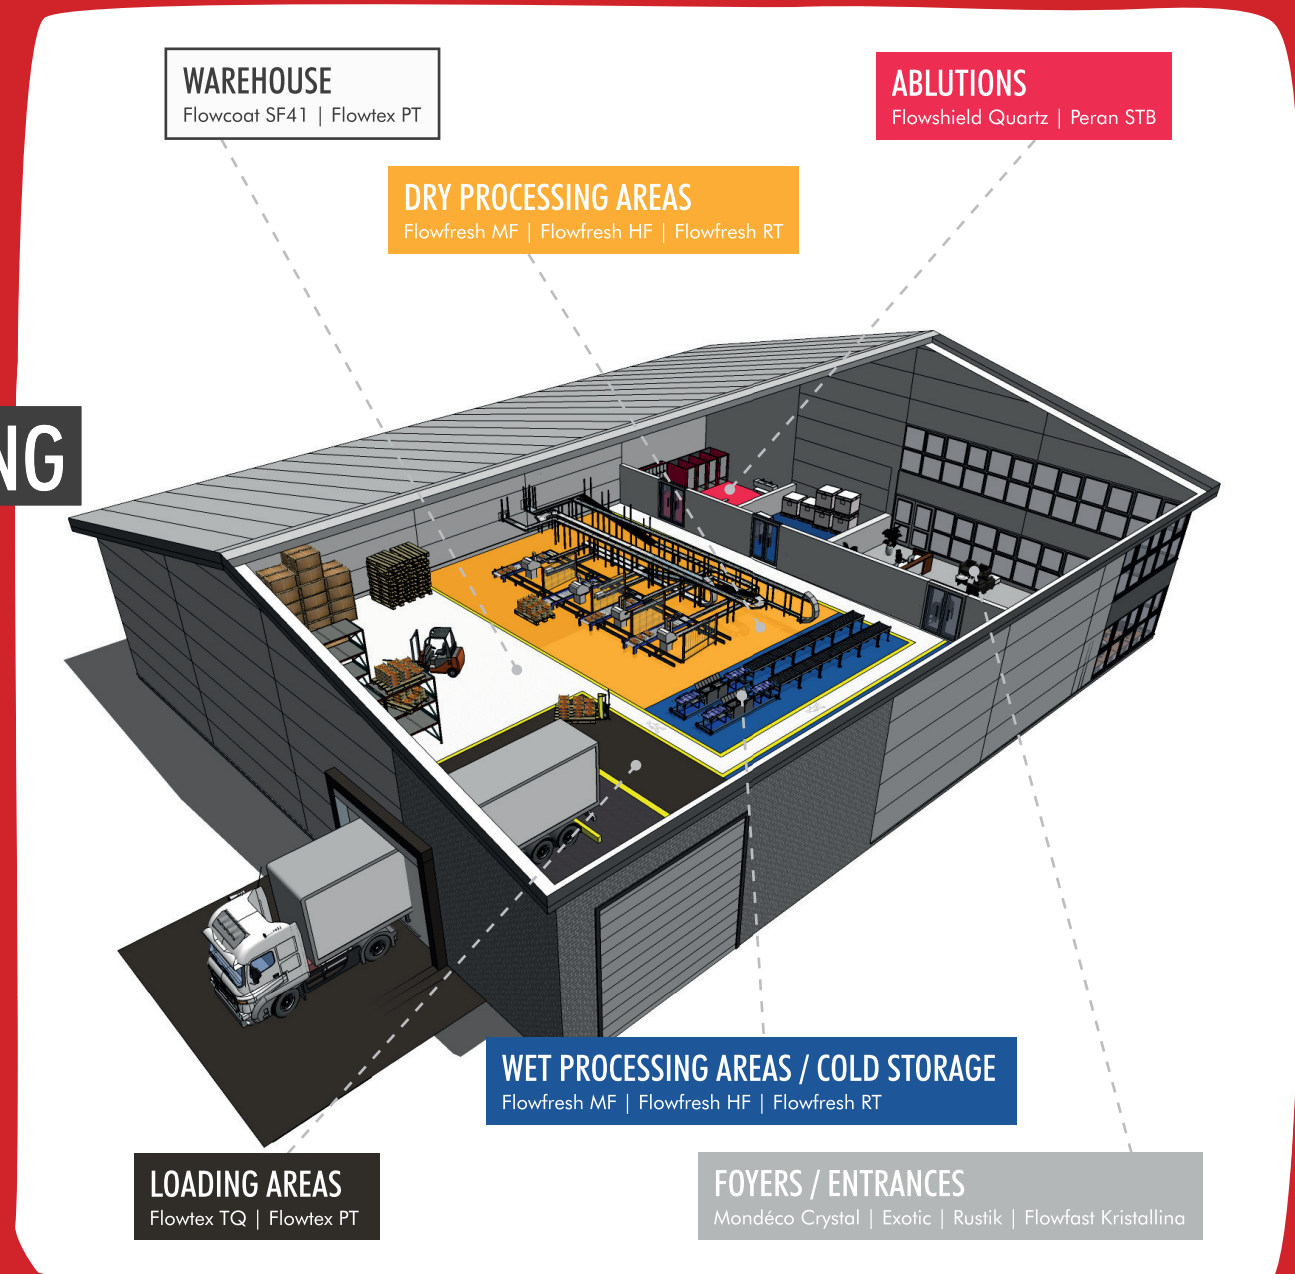 WAREHOUSE
Flowcoat SF41 | Flowtex PT
ABLUTIONS
Flowshield Quartz | Peran STB
DRY PROCESSING AREAS
Flowfresh MF | Flowfresh HF | Flowfresh RT
NG
WET PROCESSING AREAS / COLD STORAGE
Flowfresh MF | Flowfresh HF | Flowfresh RT
LOADING AREAS
Flowtex TQ | Flowtex PT
FOYERS / ENTRANCES
Mondéco Crystal | Exotic | Rustik | Flowfast Kristallina